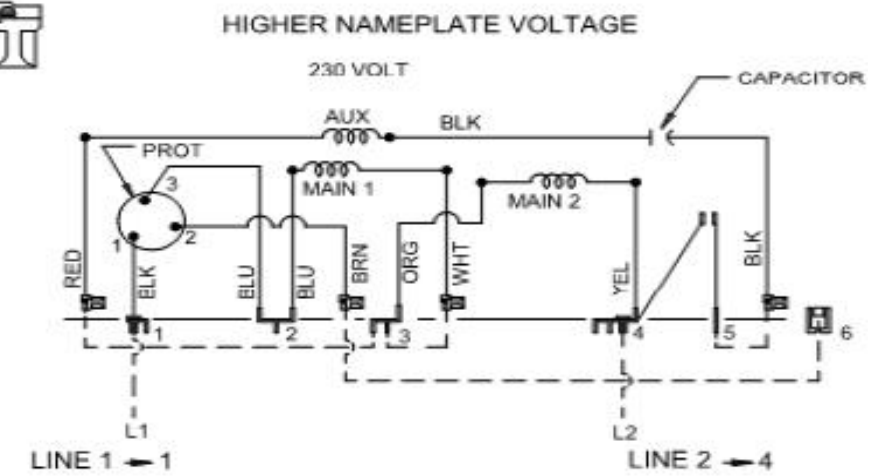 HIGHER NAMEPLATE VOLTAGE
230 VOLT
CAPACITOR
AUX
BLK
PROT
3
MAIN 1
MAIN 2
1
2
RED
BLK
BLU
BLU
BRN
ORG
WHT
YEL
BLK
1
2
3
4
5
6
L1
L2
LINE 1 → 1
LINE 2 → 4